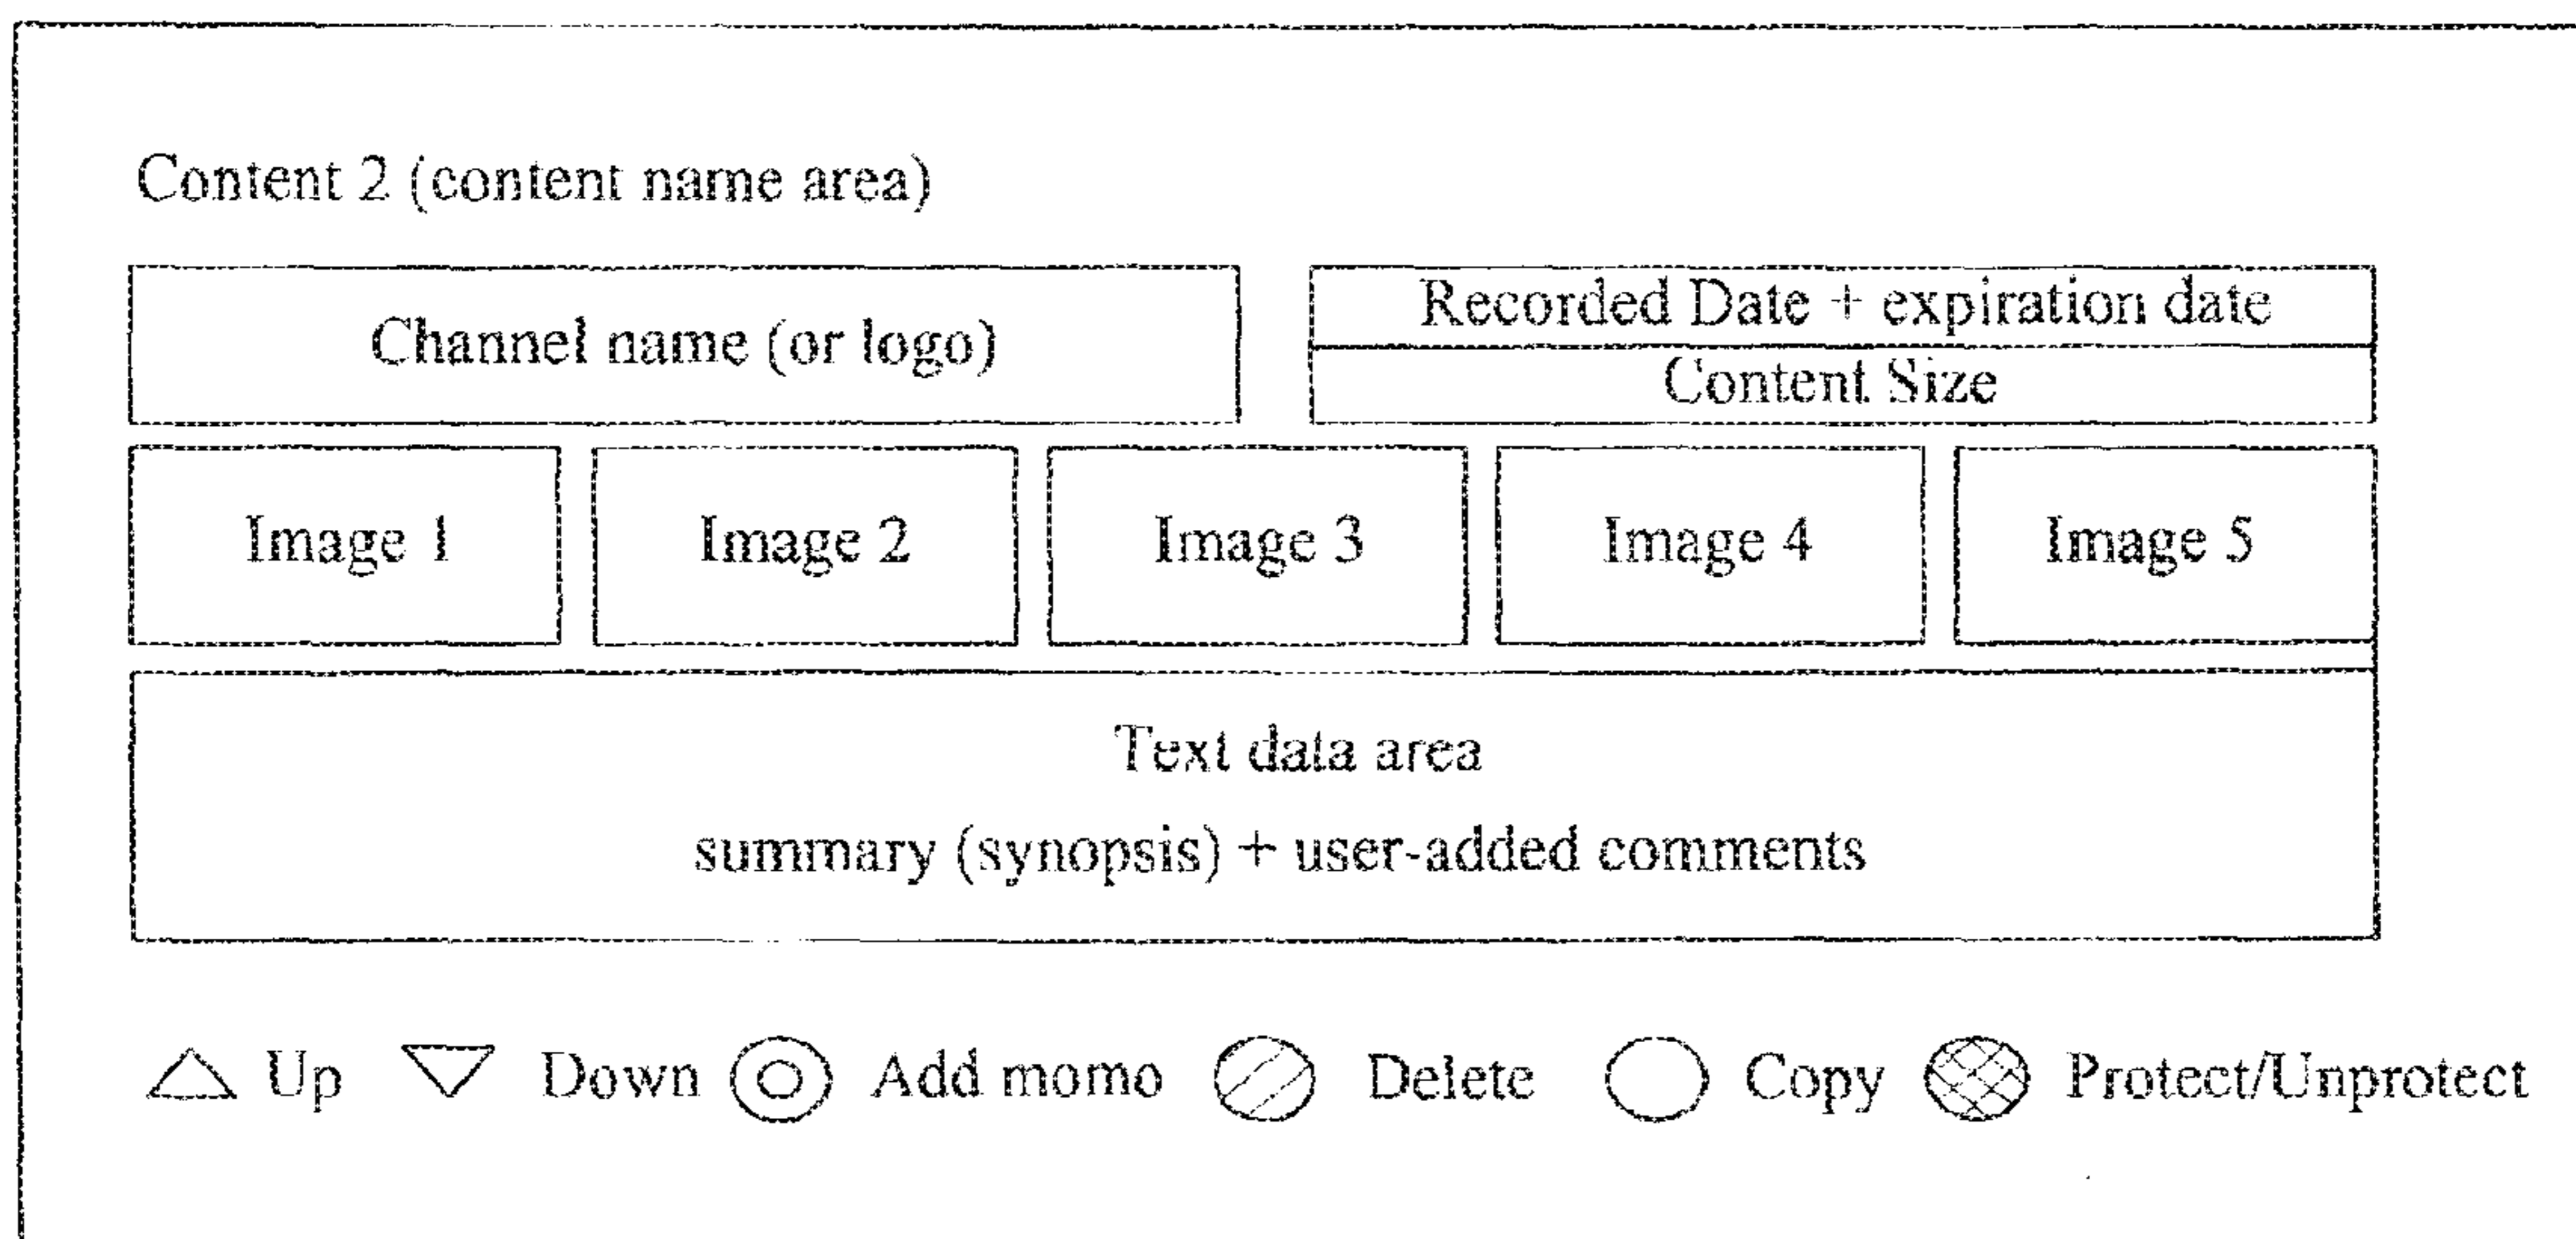 Content 2 (content name area)
Channel name (or logo)
Recorded Date + expiration date
Content Size
Image 1
Image 2
Image 3
Image 4
Image 5
Text data area
summary (synopsis) + user-added comments
Up Down Add momo Delete Copy Protect/Unprotect